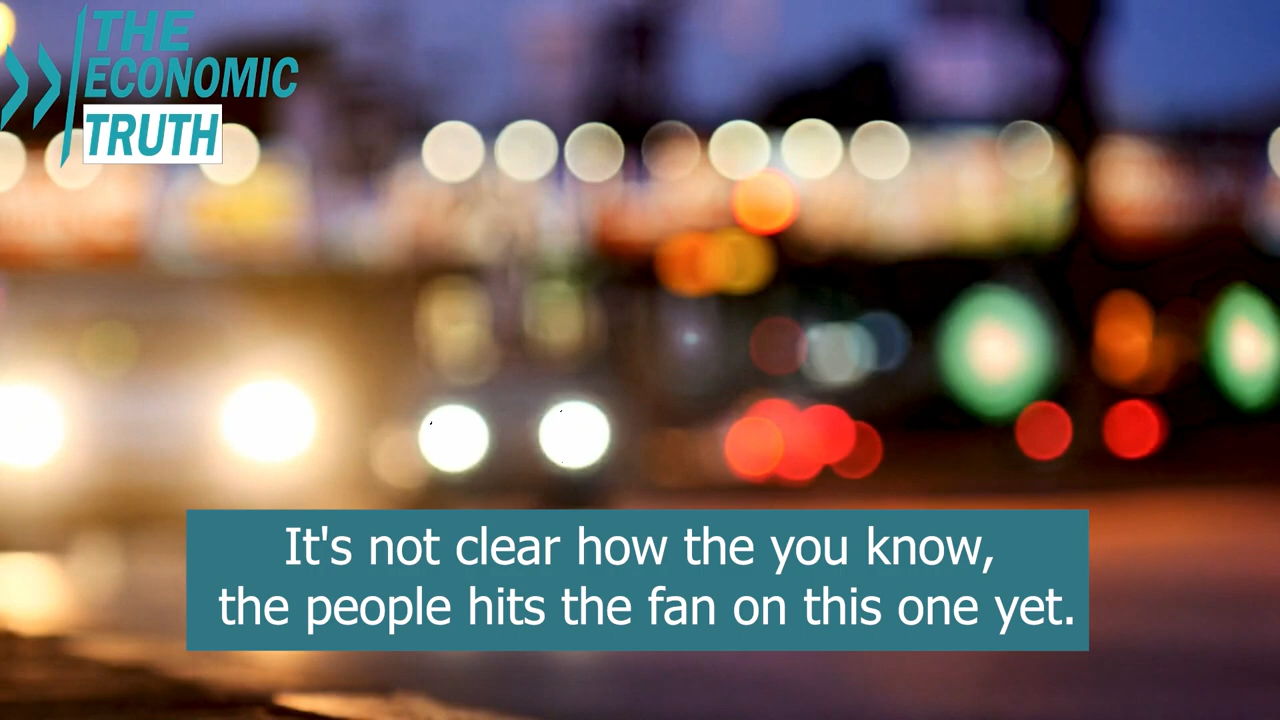 THE
ECONOMIC
TRUTH
It's not clear how the you know,
the people hits the fan on this one yet.